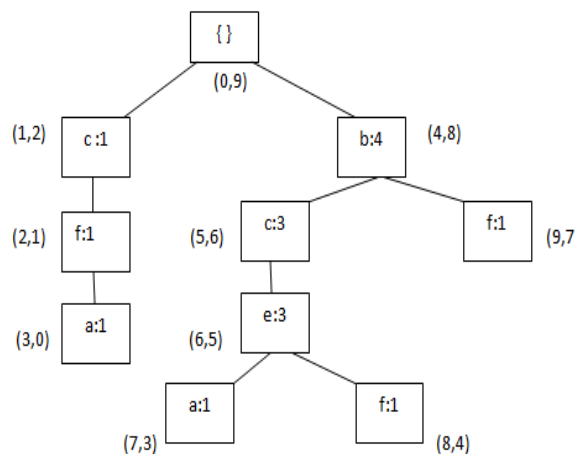 { }
(0,9)
(1,2) c :1 b:4 (4,8)
(2,1) f:1 (5,6) c:3 f:1 (9,7
(3,0) a:1 (6,5) e:3
a:1 f:1
(7,3) (8,4)